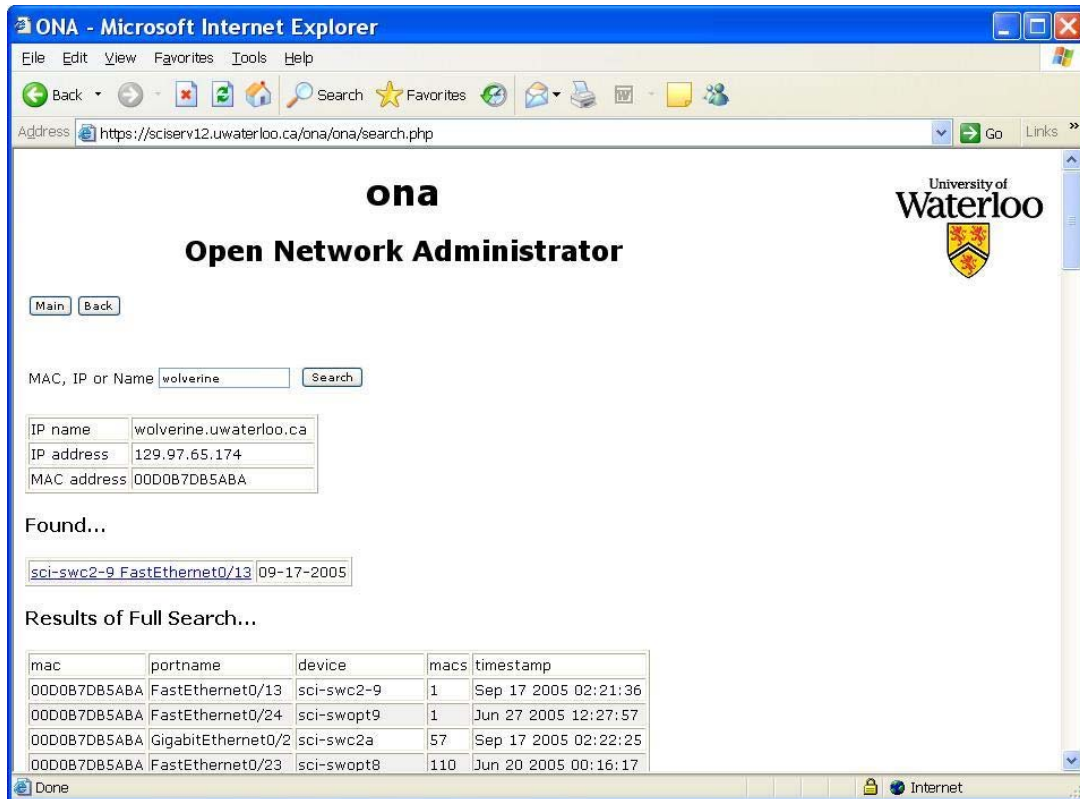 ONA - Microsoft Internet Explorer
File Edit View Favorites Tools Help
Back Search Favorites
Address https://sciserv12.uwaterloo.ca/ona/ona/search.php Go Links »
ona
Open Network Administrator
University of
Waterloo
Main Back
MAC, IP or Name wolverine Search
IP name wolverine.uwaterloo.ca
IP address 129.97.65.174
MAC address 00D0B7DB5ABA
Found...
sci-swc2-9 FastEthernet0/13 09-17-2005
Results of Full Search...
mac portname device macs timestamp
00D0B7DB5ABA FastEthernet0/13 sci-swc2-9 1 Sep 17 2005 02:21:36
00D0B7DB5ABA FastEthernet0/24 sci-swopt9 1 Jun 27 2005 12:27:57
00D0B7DB5ABA GigabitEthernet0/2 sci-swc2a 57 Sep 17 2005 02:22:25
00D0B7DB5ABA FastEthernet0/23 sci-swopt8 110 Jun 20 2005 00:16:17
Done Internet